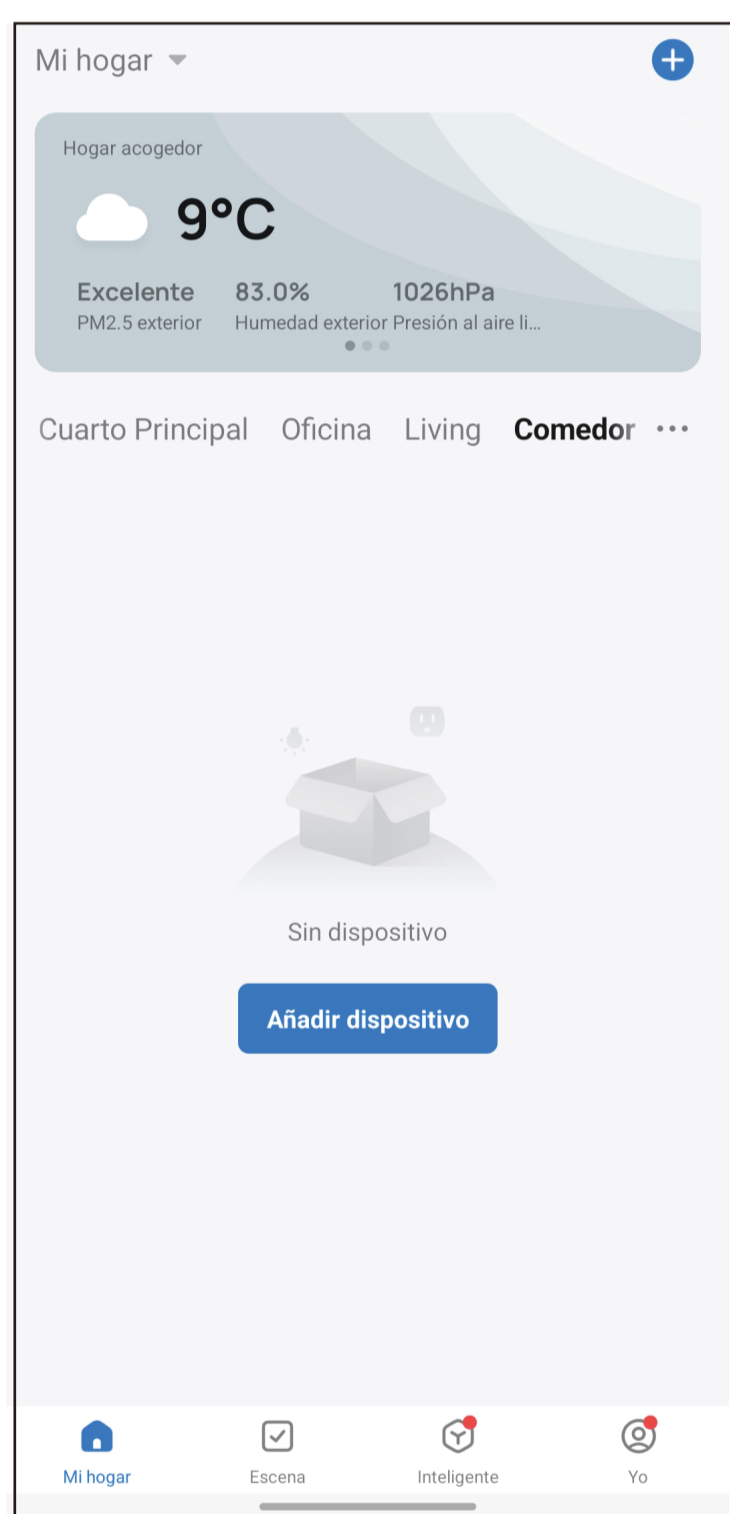 Mi hogar
Hogar acogedor
9°C
Excelente 83.0% 1026hPa
PM2.5 exterior Humedad exterior Presión al aire li...
Cuarto Principal Oficina Living Comedor ...
Sin dispositivo
Añadir dispositivo
Mi hogar Escena Inteligente Yo